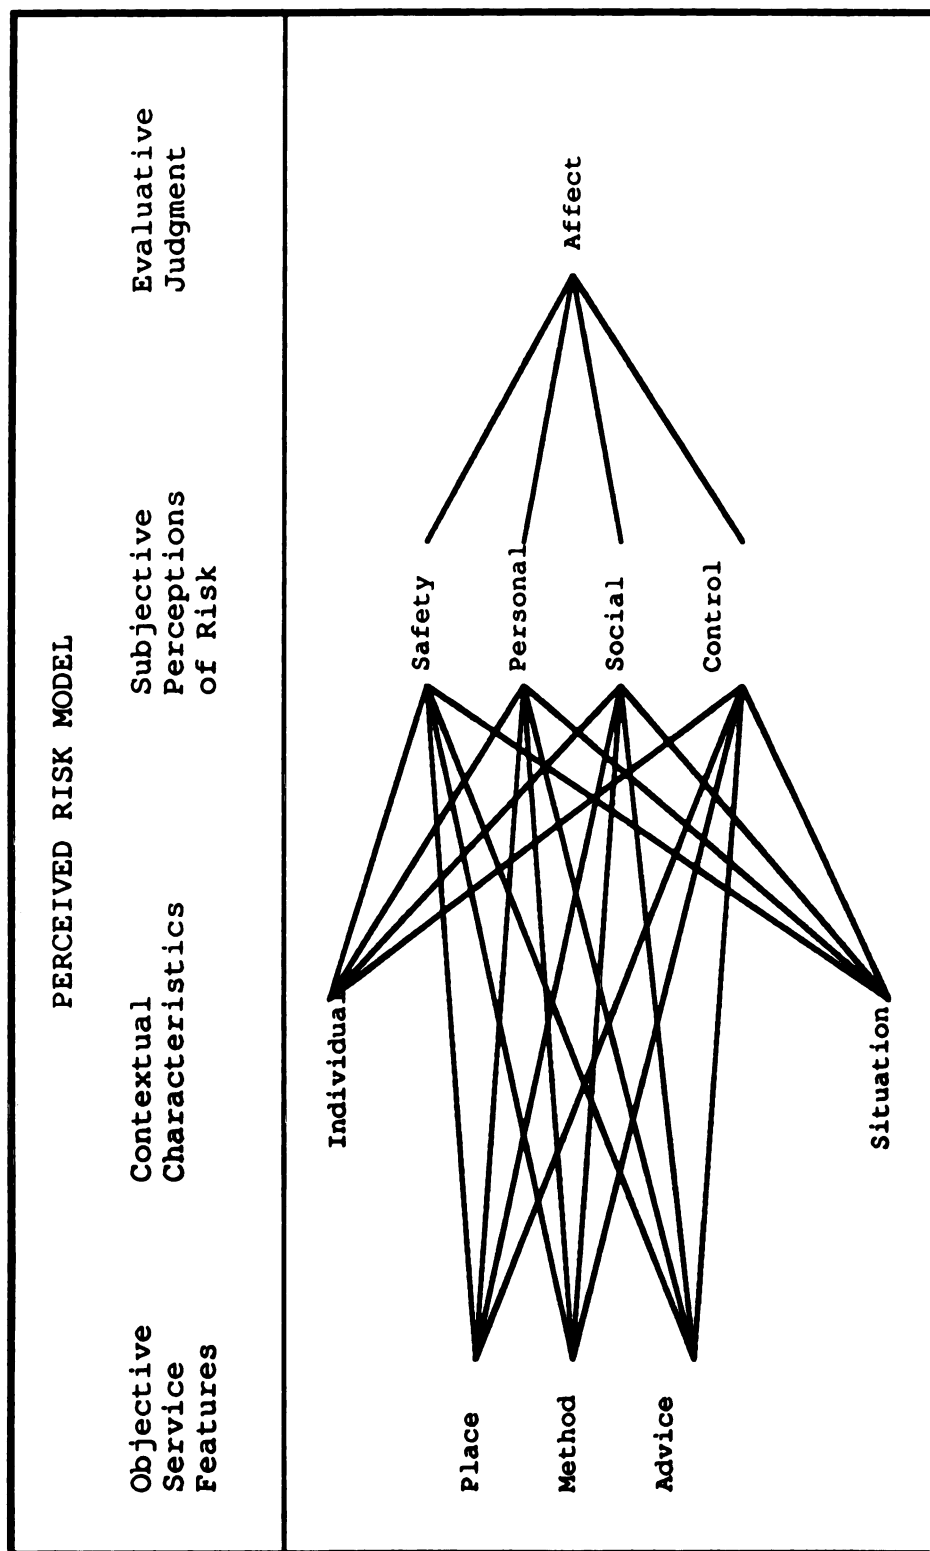 PERCEIVED RISK MODEL
Objective
Service
Features
Contextual
Characteristics
Subjective
Perceptions
of Risk
Evaluative
Judgment
Individual
Safety
Place
Personal
Method
Social
Affect
Advice
Control
Situation